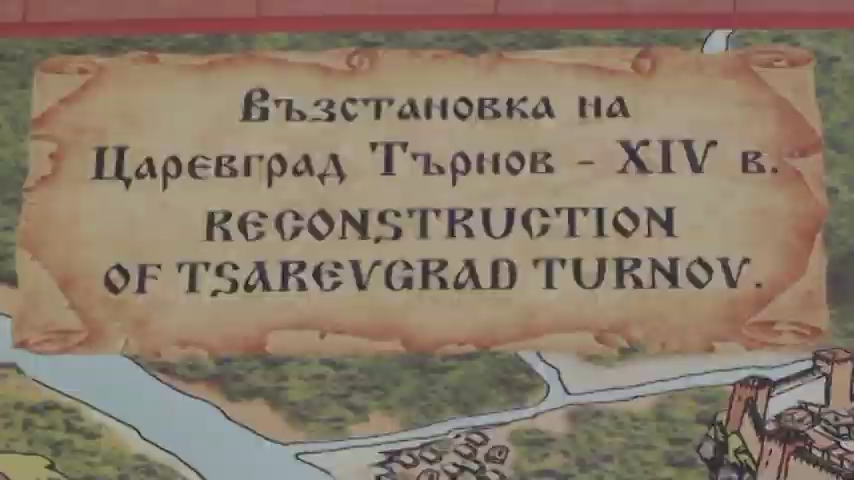 Възстановка на
Царевград Търнов - XIV в.
RECONSTRUCTION
OF TSAREVGRAD TURNOV.